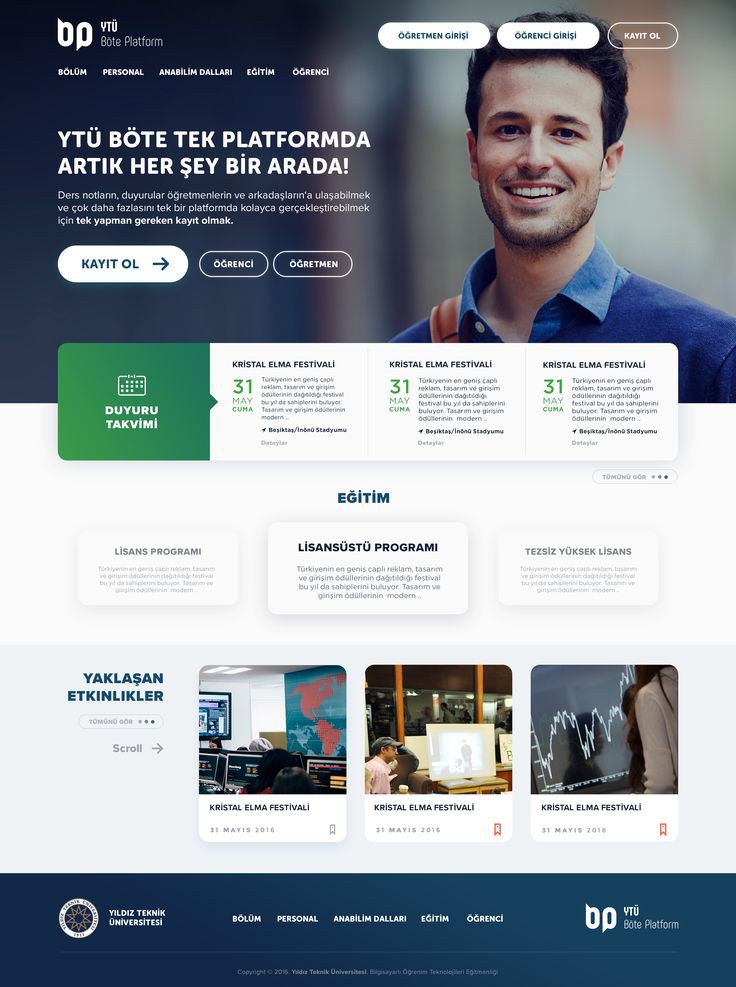 YTÜ
Böte Platform
ÖĞRETMEN GİRİŞİ
ÖĞRENCİ GİRİŞİ
KAYIT OL
BÖLÜM
PERSONAL
ANABİLİM DALLARI
EĞİTİM
ÖĞRENCİ
YTÜ BÖTE TEK PLATFORMDA
ARTIK HER ŞEY BİR ARADA!
Ders notların, duyurular öğretmenlerin ve arkadaşların'a ulaşabilmek
ve çok daha fazlasını tek bir platformda kolayca gerçekleştirebilmek
için tek yapman gereken kayıt olmak.
KAYIT OL
ÖĞRENCİ
ÖĞRETMEN
DUYURU
TAKVİMİ
KRİSTAL ELMA FESTİVALİ
31
MAY
CUMA
Türkiyenin en geniş çaplı
reklam, tasarım ve girişim
ödüllerinin dağıtıldığı festival
bu yıl da sahiplerini buluyor.
Tasarım ve girişim ödüllerinin
modern ..
Beşiktaş/İnönü Stadyumu
Detaylar
KRİSTAL ELMA FESTİVALİ
31
MAY
CUMA
Türkiyenin en geniş çaplı
reklam, tasarım ve girişim
ödüllerinin dağıtıldığı
festival bu yıl da sahiplerini
buluyor. Tasarım ve girişim
ödüllerinin modern ..
Beşiktaş/İnönü Stadyumu
Detaylar
KRİSTAL ELMA FESTİVALİ
31
MAY
CUMA
Türkiyenin en geniş çaplı
reklam, tasarım ve girişim
ödüllerinin dağıtıldığı
festival bu yıl da sahiplerini
buluyor. Tasarım ve girişim
ödüllerinin modern ..
Beşiktaş/İnönü Stadyumu
Detaylar
TÜMÜNÜ GÖR
EĞİTİM
LİSANS PROGRAMI
Türkiyenin en geniş çaplı reklam, tasarım
ve girişim ödüllerinin dağıtıldığı festival
bu yıl da sahiplerini buluyor. Tasarım ve
girişim ödüllerinin modern ..
LİSANSÜSTÜ PROGRAMI
Türkiyenin en geniş çaplı reklam, tasarım
ve girişim ödüllerinin dağıtıldığı festival
bu yıl da sahiplerini buluyor. Tasarım ve
girişim ödüllerinin modern ..
TEZSİZ YÜKSEK LİSANS
Türkiyenin en geniş çaplı reklam, tasarım
ve girişim ödüllerinin dağıtıldığı festival
bu yıl da sahiplerini buluyor. Tasarım ve
girişim ödüllerinin modern ..
YAKLAŞAN
ETKINLIKLER
TÜMÜNÜ GÖR
Scroll
KRİSTAL ELMA FESTİVALİ
31 MAYIS 2016
KRİSTAL ELMA FESTİVALİ
31 MAYIS 2016
KRİSTAL ELMA FESTİVALİ
31 MAYIS 2016
YILDIZ TEKNİK
ÜNİVERSİTESİ
BÖLÜM
PERSONAL
ANABİLİM DALLARI
EĞİTİM
ÖĞRENCİ
YTÜ
Böte Platform
Copyright © 2016. Yıldız Teknik Üniversitesi, Bilgisayarlı Öğrenim Teknolojileri Eğitmenliği